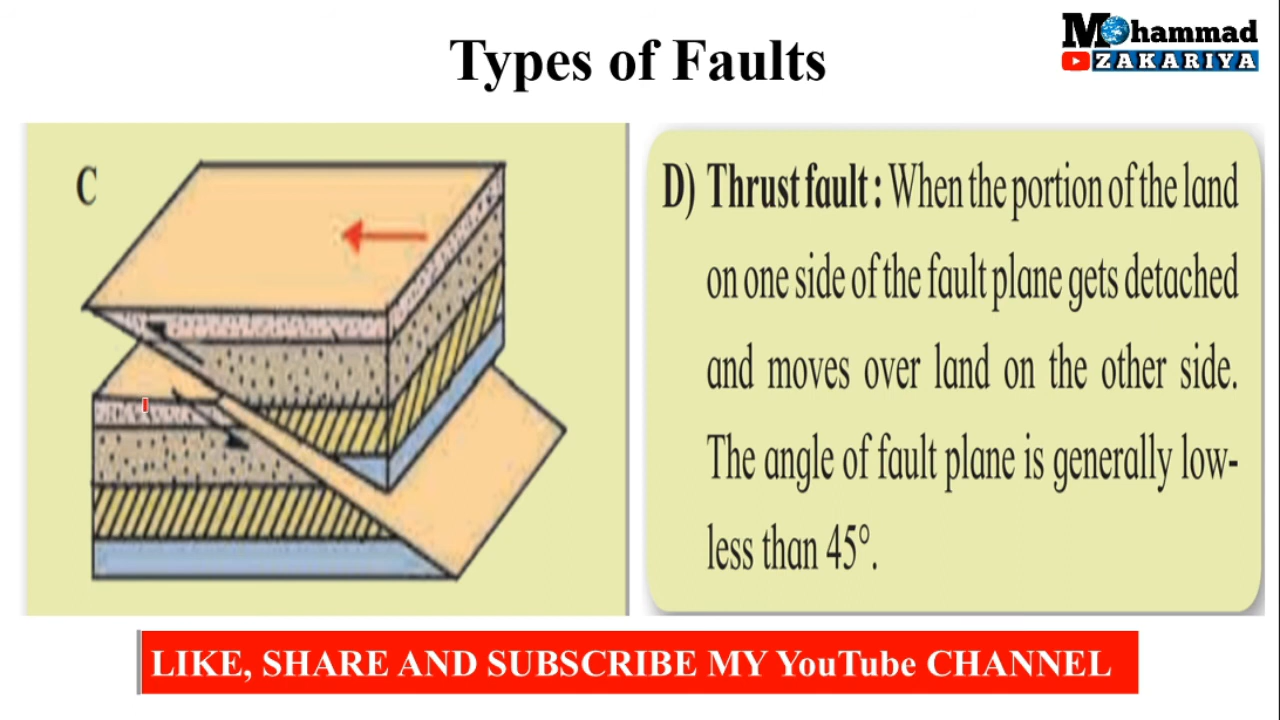 Types of Faults
Mohammad
ZAKARIYA
C
D) Thrust fault : When the portion of the land
on one side of the fault plane gets detached
and moves over land on the other side.
The angle of fault plane is generally low-
less than 45°.
LIKE, SHARE AND SUBSCRIBE MY YouTube CHANNEL